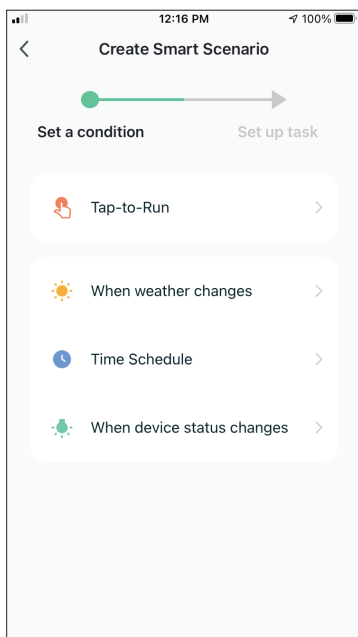 12:16 PM
100%
Create Smart Scenario
Set a condition
Set up task
Tap-to-Run
When weather changes
Time Schedule
When device status changes